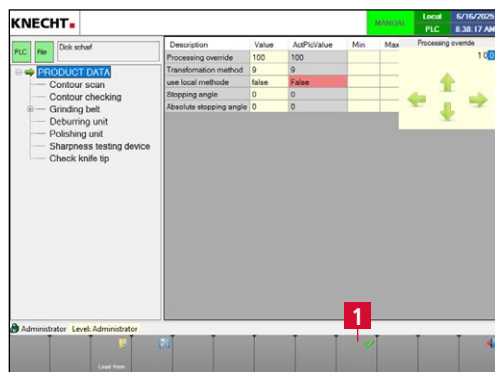 KNECHT
MANUAL
Local
6/16/2025
PLC
8:38:17 AM
PLC
File
Dick scharf
Description Value ActPlcValue Min Max
Processing override
Processing override 100 100
100
Transfomation method 9 9
use local methode false False
Stopping angle 0 0
Absolute stopping angle 0 0
PRODUCT DATA
Contour scan
Contour checking
Grinding belt
Deburring unit
Polishing unit
Sharpness testing device
Check knife tip
1
Administrator Level: Administrator
Load from